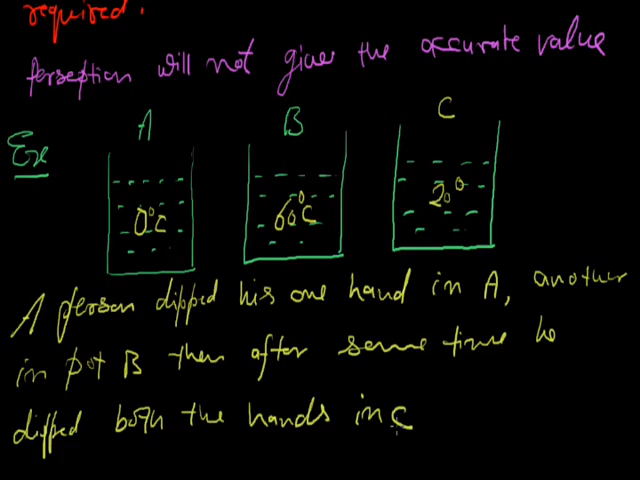 required.
perseption will not give the accurate value
A B C
Ex
0°C 60°C 20°
A person dipped his one hand in A, another
in pot B then after some time he
dipped both the hands in C